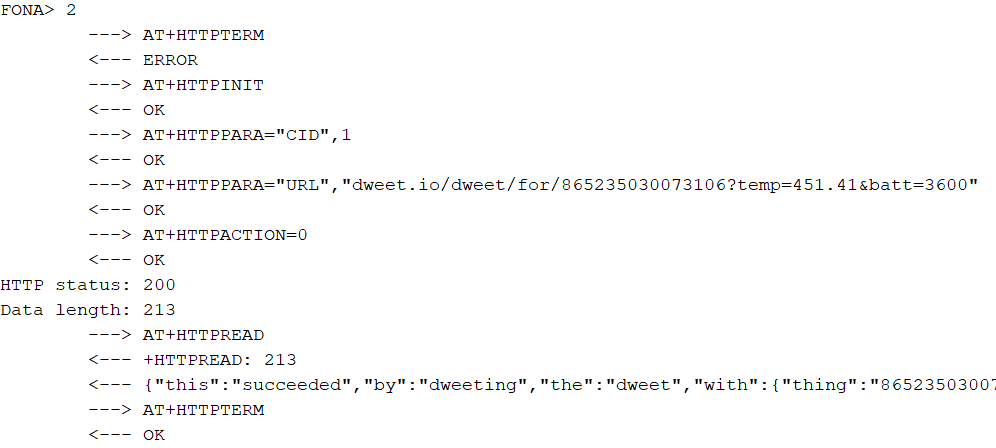 FONA> 2
---> AT+HTTPTERM
<--- ERROR
---> AT+HTTPINIT
<--- OK
---> AT+HTTPPARA="CID",1
<--- OK
---> AT+HTTPPARA="URL","dweet.io/dweet/for/865235030073106?temp=451.41&batt=3600"
<--- OK
---> AT+HTTPACTION=0
<--- OK
HTTP status: 200
Data length: 213
---> AT+HTTPREAD
<--- +HTTPREAD: 213
<--- {"this":"succeeded","by":"dweeting","the":"dweet","with":{"thing":"86523503007
---> AT+HTTPTERM
<--- OK